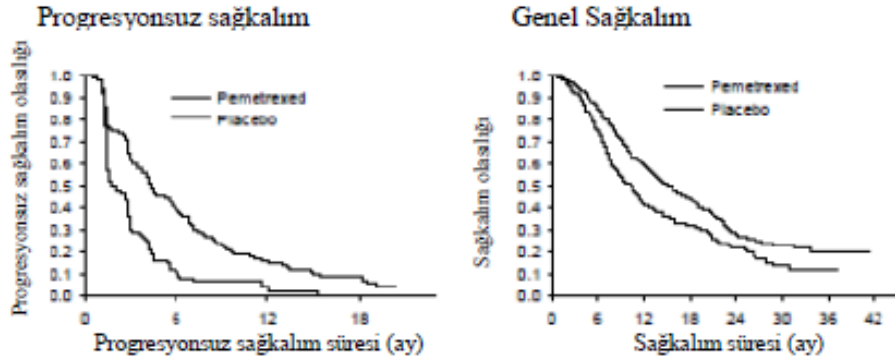 Progresyonsuz sağkalım
Progresyonsuz sağkalım olasılığı
1.0
0.9
0.8
0.7
0.6
0.5
0.4
0.3
0.2
0.1
0.0
Pemetrexed
Placebo
0 6 12 18
Progresyonsuz sağkalım süresi (ay)
Genel Sağkalım
Sağkalım olasılığı
1.0
0.9
0.8
0.7
0.6
0.5
0.4
0.3
0.2
0.1
0.0
Pemetrexed
Placebo
0 6 12 18 24 30 36 42
Sağkalım süresi (ay)